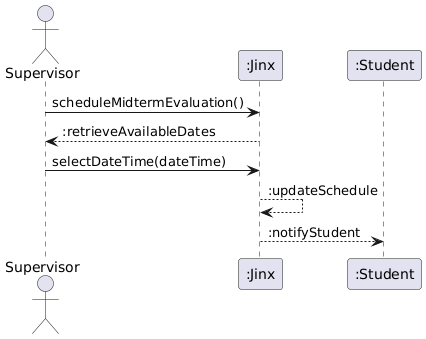 Supervisor
:Jinx
:Student
scheduleMidtermEvaluation()
:retrieveAvailableDates
selectDateTime(dateTime)
:updateSchedule
:notifyStudent
Supervisor
:Jinx
:Student